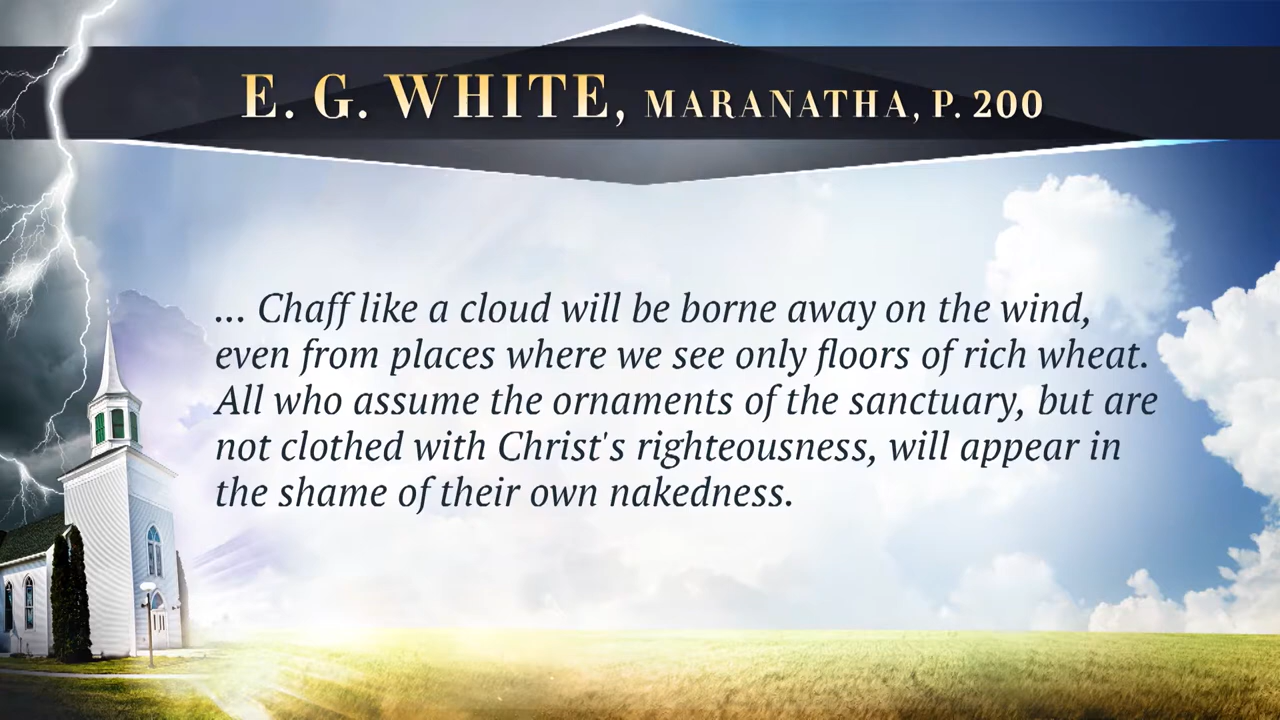 E. G. WHITE, MARANATHA, P. 200
... Chaff like a cloud will be borne away on the wind,
even from places where we see only floors of rich wheat.
All who assume the ornaments of the sanctuary, but are
not clothed with Christ's righteousness, will appear in
the shame of their own nakedness.